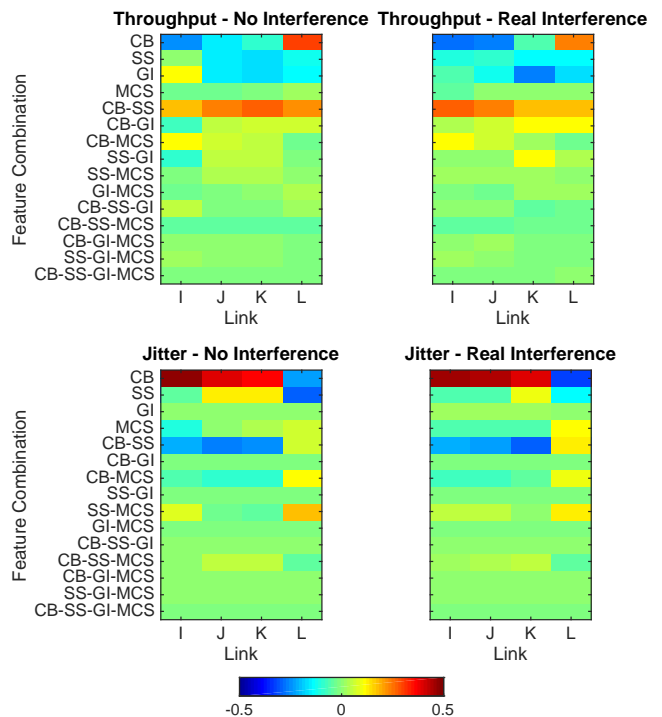 Throughput - No Interference
Throughput - Real Interference
Feature Combination
CB
SS
GI
MCS
CB-SS
CB-GI
CB-MCS
SS-GI
SS-MCS
GI-MCS
CB-SS-GI
CB-SS-MCS
CB-GI-MCS
SS-GI-MCS
CB-SS-GI-MCS
I J K L
Link
I J K L
Link
Jitter - No Interference
Jitter - Real Interference
Feature Combination
CB
SS
GI
MCS
CB-SS
CB-GI
CB-MCS
SS-GI
SS-MCS
GI-MCS
CB-SS-GI
CB-SS-MCS
CB-GI-MCS
SS-GI-MCS
CB-SS-GI-MCS
I J K L
Link
I J K L
Link
-0.5 0 0.5